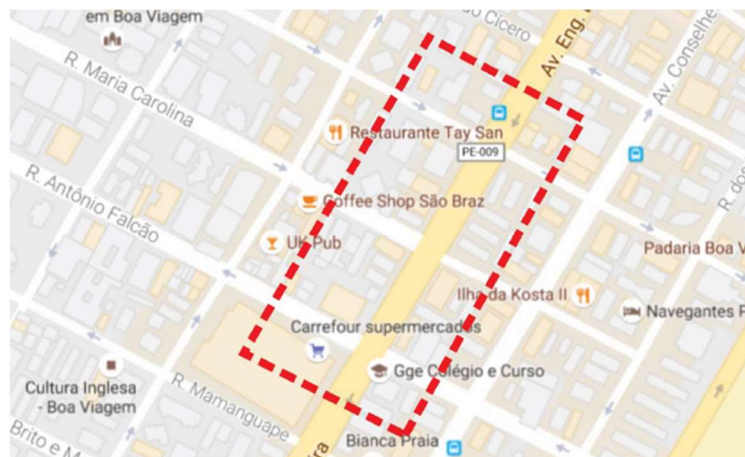 em Boa Viagem
Cícero
Av. Eng.
Av. Conselhe
R. Maria Carolina
Restaurante Tay San
PE-009
R. Antônio Falcão
Coffee Shop São Braz
R. dos
UK Pub
Padaria Boa V
Ilha da Kosta II
Navegantes P
Carrefour supermercados
Gge Colégio e Curso
Cultura Inglesa
- Boa Viagem
R. Mamanguape
Brito e M
Bianca Praia